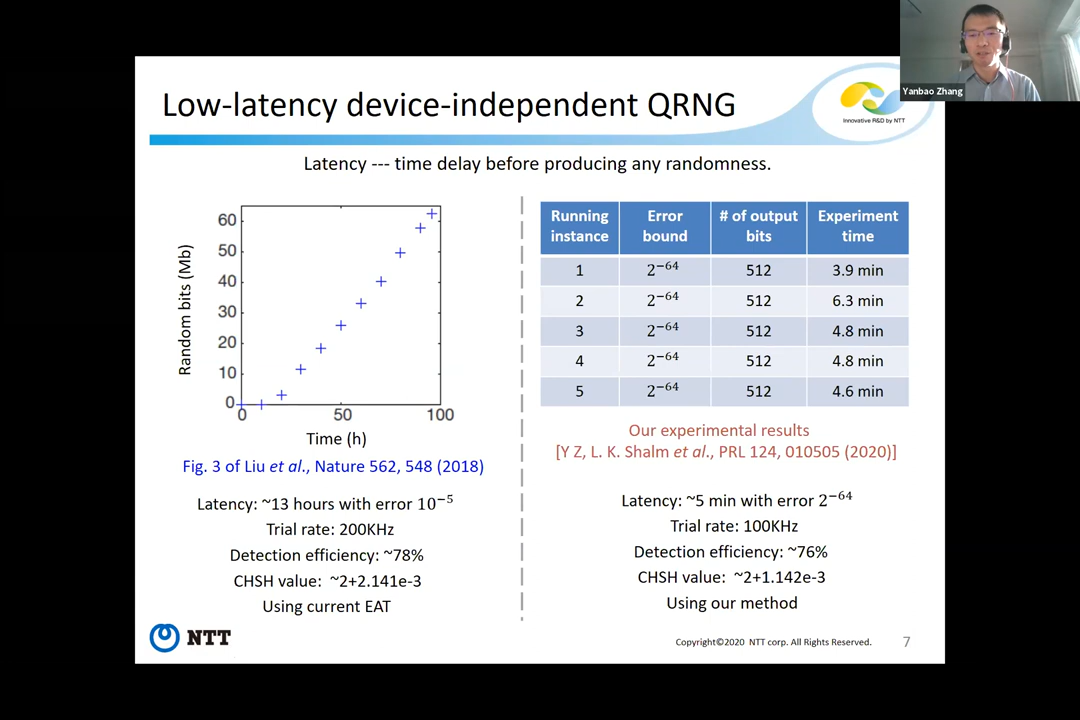 Yanbao Zhang
Low-latency device-independent QRNG
Innovative R&D by NTT
Latency --- time delay before producing any randomness.
Random bits (Mb)
60
50
40
30
20
10
0
0 50 100
Time (h)
Fig. 3 of Liu et al., Nature 562, 548 (2018)
Latency: ~13 hours with error 10⁻⁵
Trial rate: 200KHz
Detection efficiency: ~78%
CHSH value: ~2+2.141e-3
Using current EAT
Running instance Error bound # of output bits Experiment time
1 2⁻⁶⁴ 512 3.9 min
2 2⁻⁶⁴ 512 6.3 min
3 2⁻⁶⁴ 512 4.8 min
4 2⁻⁶⁴ 512 4.8 min
5 2⁻⁶⁴ 512 4.6 min
Our experimental results
[Y Z, L. K. Shalm et al., PRL 124, 010505 (2020)]
Latency: ~5 min with error 2⁻⁶⁴
Trial rate: 100KHz
Detection efficiency: ~76%
CHSH value: ~2+1.142e-3
Using our method
NTT
Copyright©2020 NTT corp. All Rights Reserved.
7